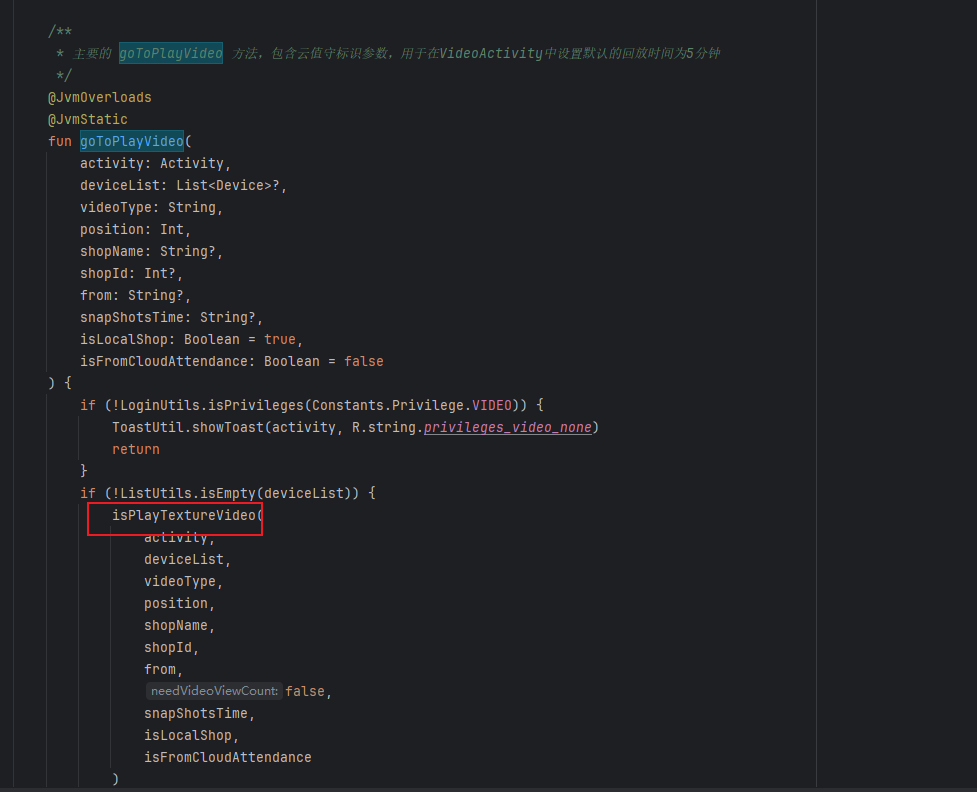 /**
 * 主要的 goToPlayVideo 方法，包含云值守标识参数，用于在VideoActivity中设置默认的回放时间为5分钟
 */
@JvmOverloads
@JvmStatic
fun goToPlayVideo(
    activity: Activity,
    deviceList: List<Device>?,
    videoType: String,
    position: Int,
    shopName: String?,
    shopId: Int?,
    from: String?,
    snapShotsTime: String?,
    isLocalShop: Boolean = true,
    isFromCloudAttendance: Boolean = false
) {
    if (!LoginUtils.isPrivileges(Constants.Privilege.VIDEO)) {
        ToastUtil.showToast(activity, R.string.privileges_video_none)
        return
    }
    if (!ListUtils.isEmpty(deviceList)) {
        isPlayTextureVideo(
            activity,
            deviceList,
            videoType,
            position,
            shopName,
            shopId,
            from,
            needVideoViewCount: false,
            snapShotsTime,
            isLocalShop,
            isFromCloudAttendance
        )